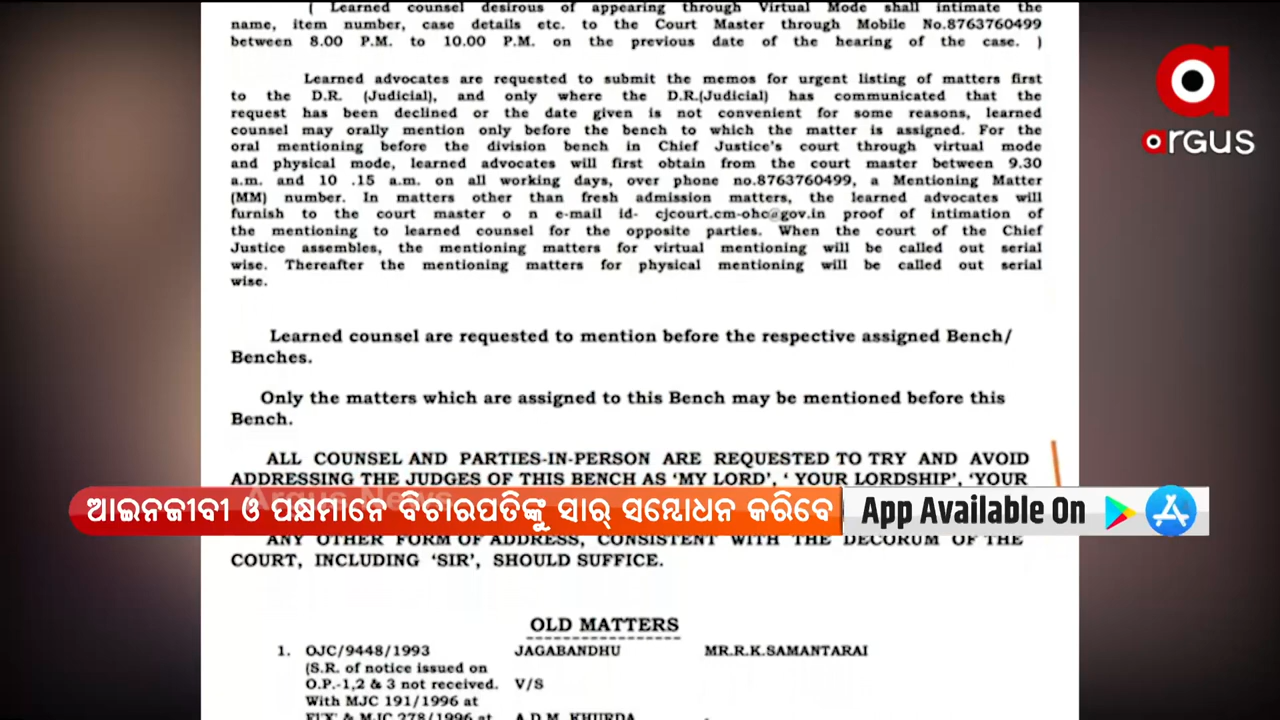 ( Learned counsel desirous of appearing through Virtual Mode shall intimate the
name, item number, case details etc. to the Court Master through Mobile No.8763760499
between 8.00 P.M. to 10.00 P.M. on the previous date of the hearing of the case. )
Learned advocates are requested to submit the memos for urgent listing of matters first
to the D.R. (Judicial), and only where the D.R.(Judicial) has communicated that the
request has been declined or the date given is not convenient for some reasons, learned
counsel may orally mention only before the bench to which the matter is assigned. For the
oral mentioning before the division bench in Chief Justice's court through virtual mode
and physical mode, learned advocates will first obtain from the court master between 9.30
a.m. and 10 .15 a.m. on all working days, over phone no.8763760499, a Mentioning Matter
(MM) number. In matters other than fresh admission matters, the learned advocates will
furnish to the court master o n e-mail id- cjcourt.cm-ohc@gov.in proof of intimation of
the mentioning to learned counsel for the opposite parties. When the court of the Chief
Justice assembles, the mentioning matters for virtual mentioning will be called out serial
wise. Thereafter the mentioning matters for physical mentioning will be called out serial
wise.
argus
Learned counsel are requested to mention before the respective assigned Bench/
Benches.
Only the matters which are assigned to this Bench may be mentioned before this
Bench.
ALL COUNSEL AND PARTIES-IN-PERSON ARE REQUESTED TO TRY AND AVOID
ADDRESSING THE JUDGES OF THIS BENCH AS 'MY LORD', ' YOUR LORDSHIP', 'YOUR
Argus News
ଆଇନଜୀବୀ ଓ ପକ୍ଷମାନେ ବିଚାରପତିଙ୍କୁ ସାର୍ ସମ୍ବୋଧନ କରିବେ
App Available On
ANY OTHER FORM OF ADDRESS, CONSISTENT WITH THE DECORUM OF THE
COURT, INCLUDING 'SIR', SHOULD SUFFICE.
OLD MATTERS
1. OJC/9448/1993 JAGABANDHU MR.R.K.SAMANTARAI
(S.R. of notice issued on
O.P.-1,2 & 3 not received. V/S
With MJC 191/1996 at
FI'X' & MJC 278/1996 at A.D.M. KHURDA